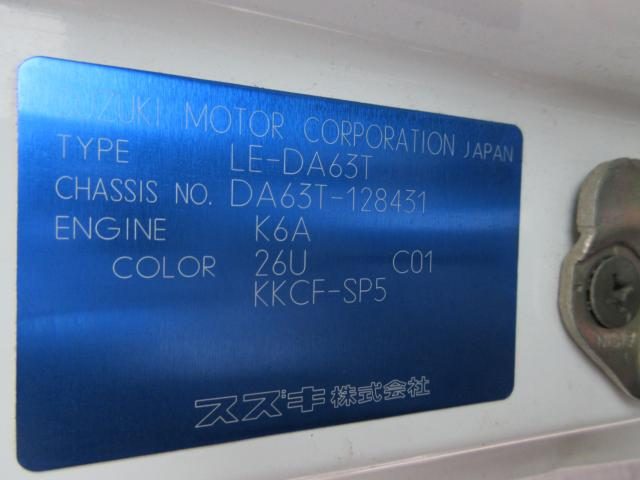 SUZUKI MOTOR CORPORATION JAPAN
TYPE LE-DA63T
CHASSIS NO. DA63T-128431
ENGINE K6A
COLOR 26U C01
KKCF-SP5
スズキ株式会社